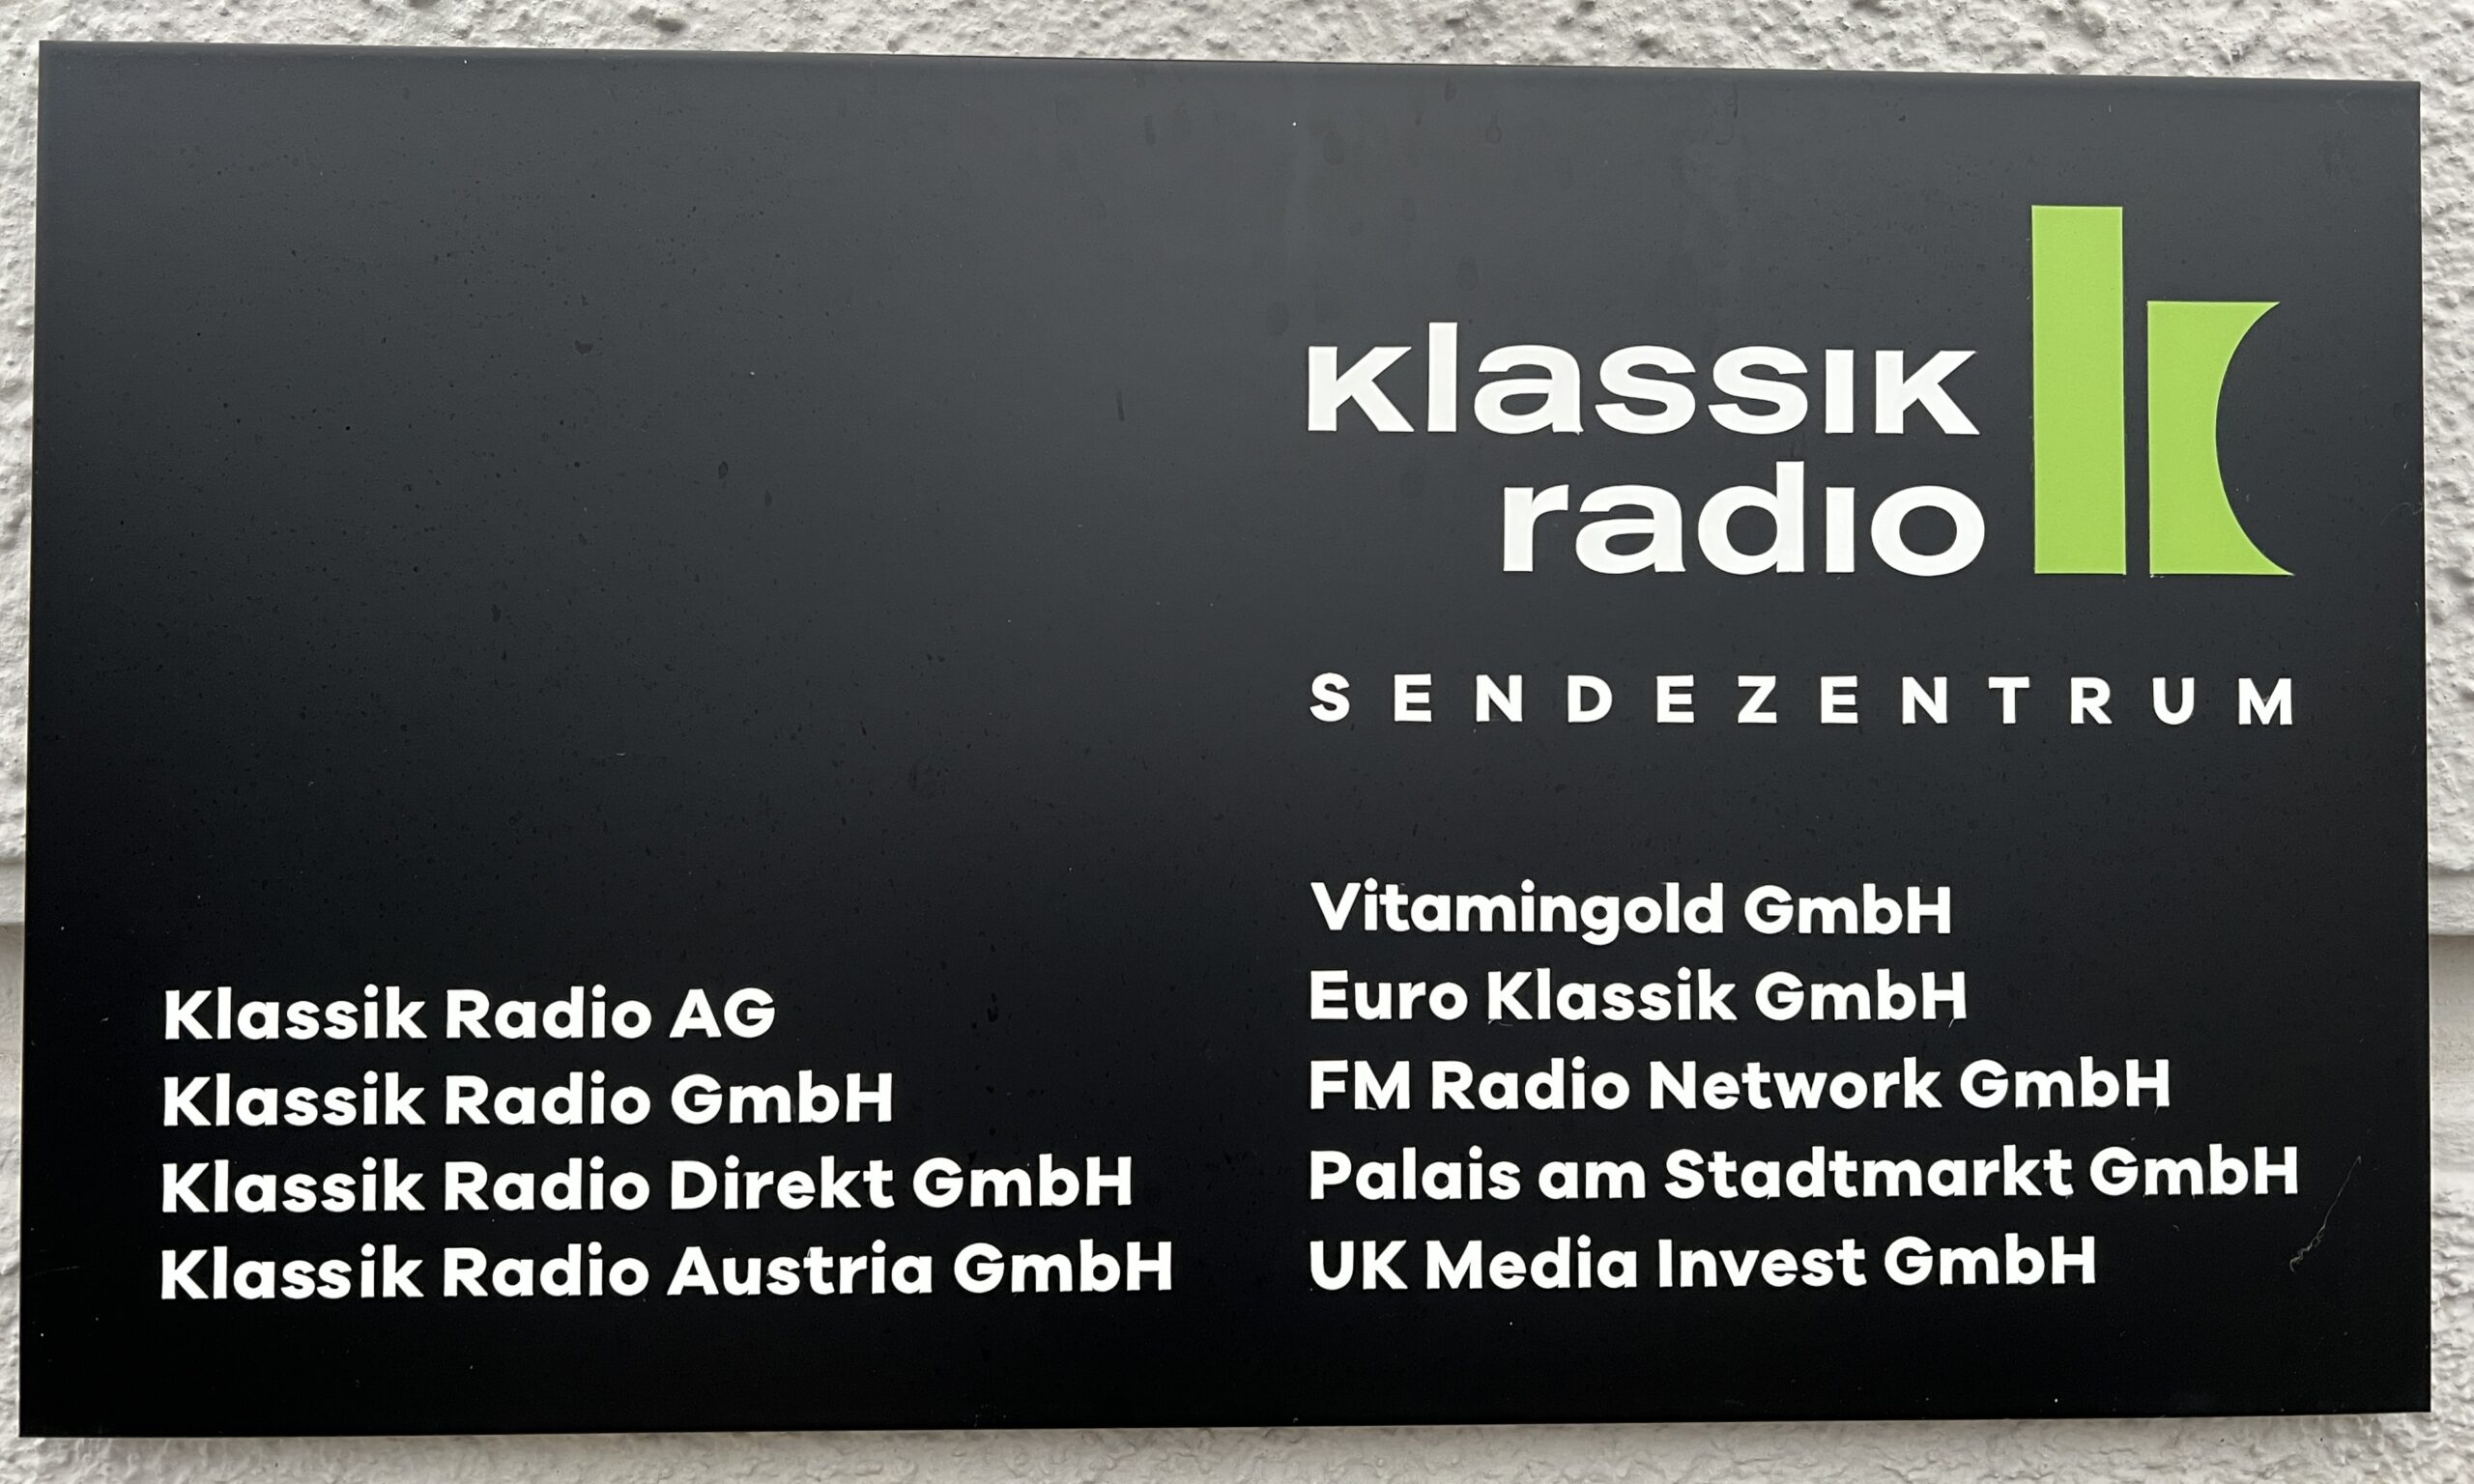 klassik
radio
SENDEZENTRUM
Klassik Radio AG
Klassik Radio GmbH
Klassik Radio Direkt GmbH
Klassik Radio Austria GmbH
Vitamingold GmbH
Euro Klassik GmbH
FM Radio Network GmbH
Palais am Stadtmarkt GmbH
UK Media Invest GmbH